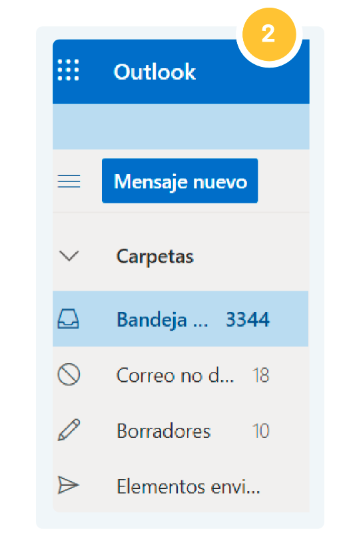 2
Outlook
Mensaje nuevo
Carpetas
Bandeja ... 3344
Correo no d... 18
Borradores 10
Elementos envi...